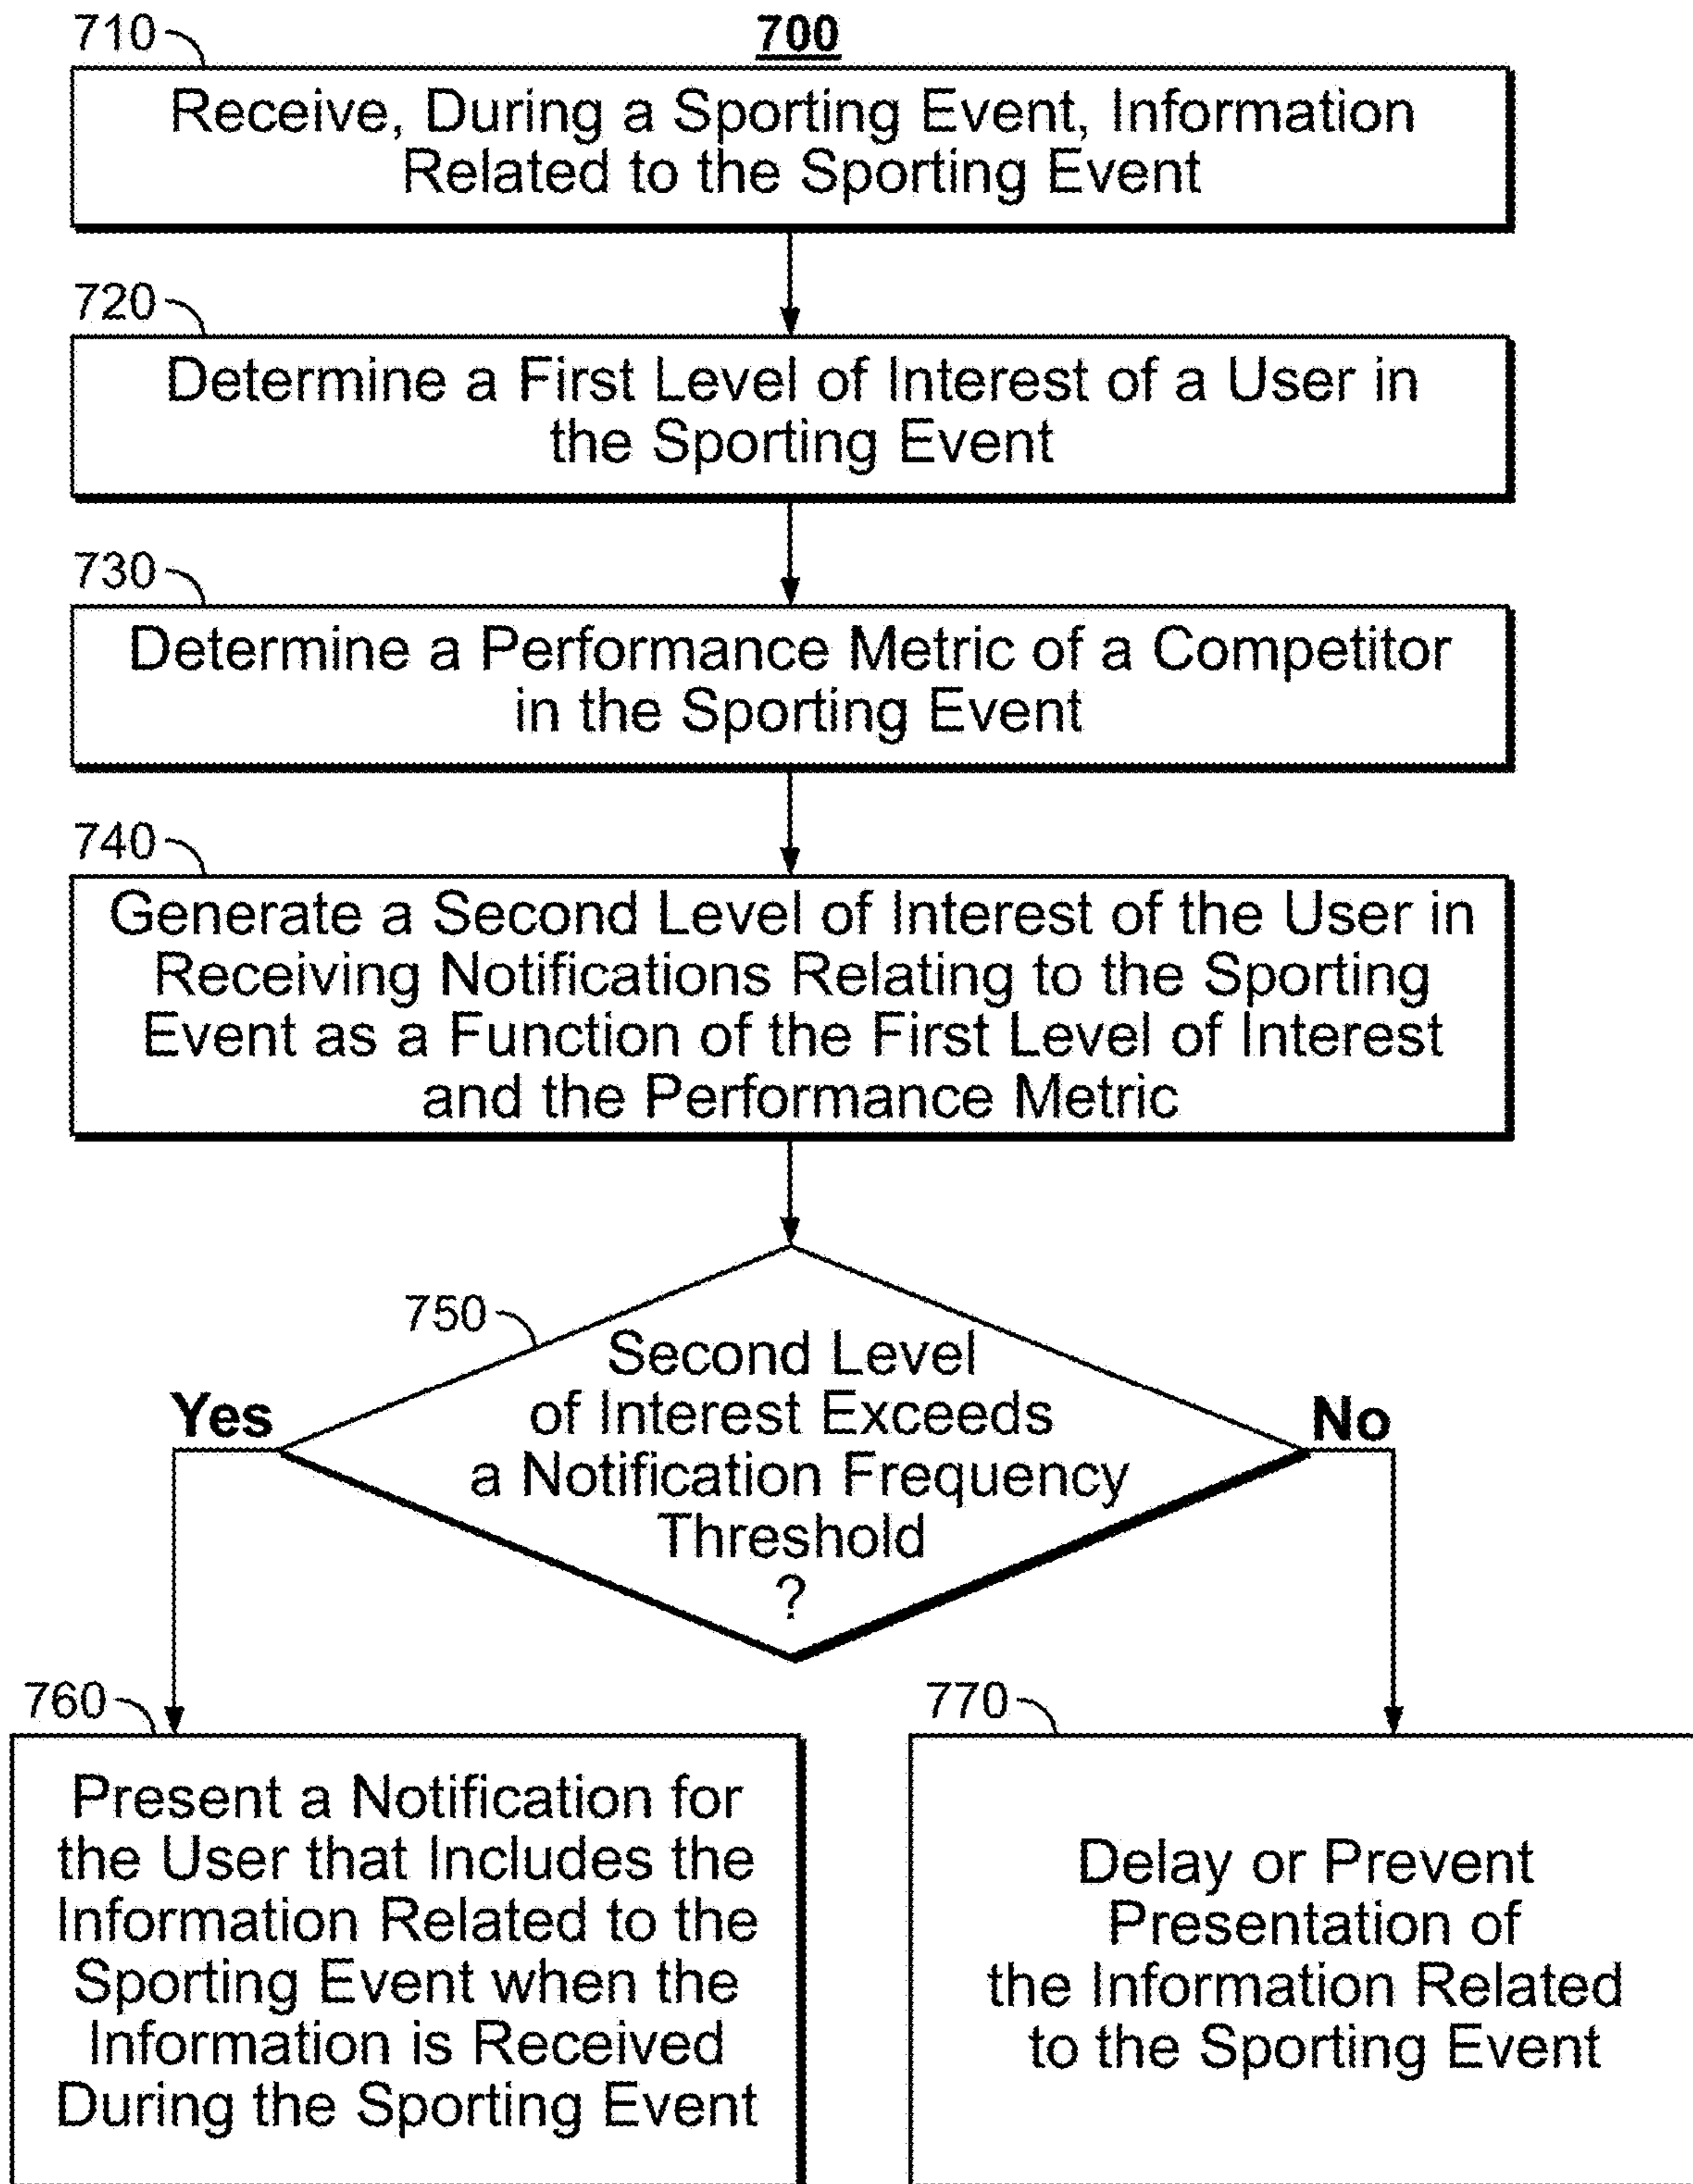 700
710
Receive, During a Sporting Event, Information
Related to the Sporting Event
720
Determine a First Level of Interest of a User in
the Sporting Event
730
Determine a Performance Metric of a Competitor
in the Sporting Event
740
Generate a Second Level of Interest of the User in
Receiving Notifications Relating to the Sporting
Event as a Function of the First Level of Interest
and the Performance Metric
750
Second Level
of Interest Exceeds
a Notification Frequency
Threshold
?
Yes
No
760
Present a Notification for
the User that Includes the
Information Related to the
Sporting Event when the
Information is Received
During the Sporting Event
770
Delay or Prevent
Presentation of
the Information Related
to the Sporting Event